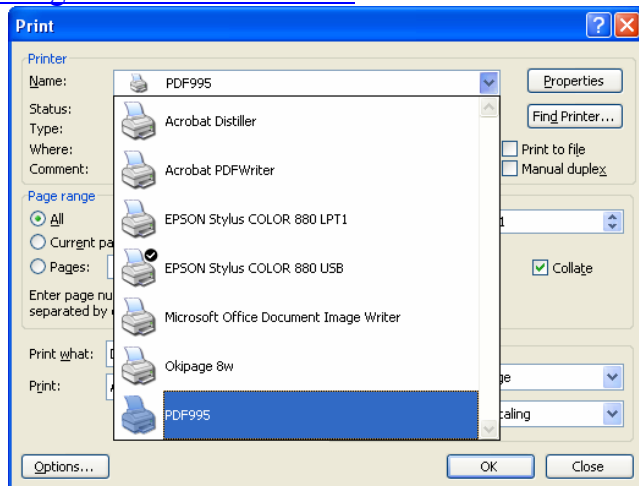 Print
Printer
Name: PDF995 Properties
Status: Find Printer...
Type:
Where: Print to file
Comment: Manual duplex
Acrobat Distiller
Acrobat PDFWriter
EPSON Stylus COLOR 880 LPT1
EPSON Stylus COLOR 880 USB
Microsoft Office Document Image Writer
Okipage 8w
PDF995
Page range
All 1
Current pa
Pages: Collate
Enter page nu
separated by
Print what:
Print:
caling
Options... OK Close